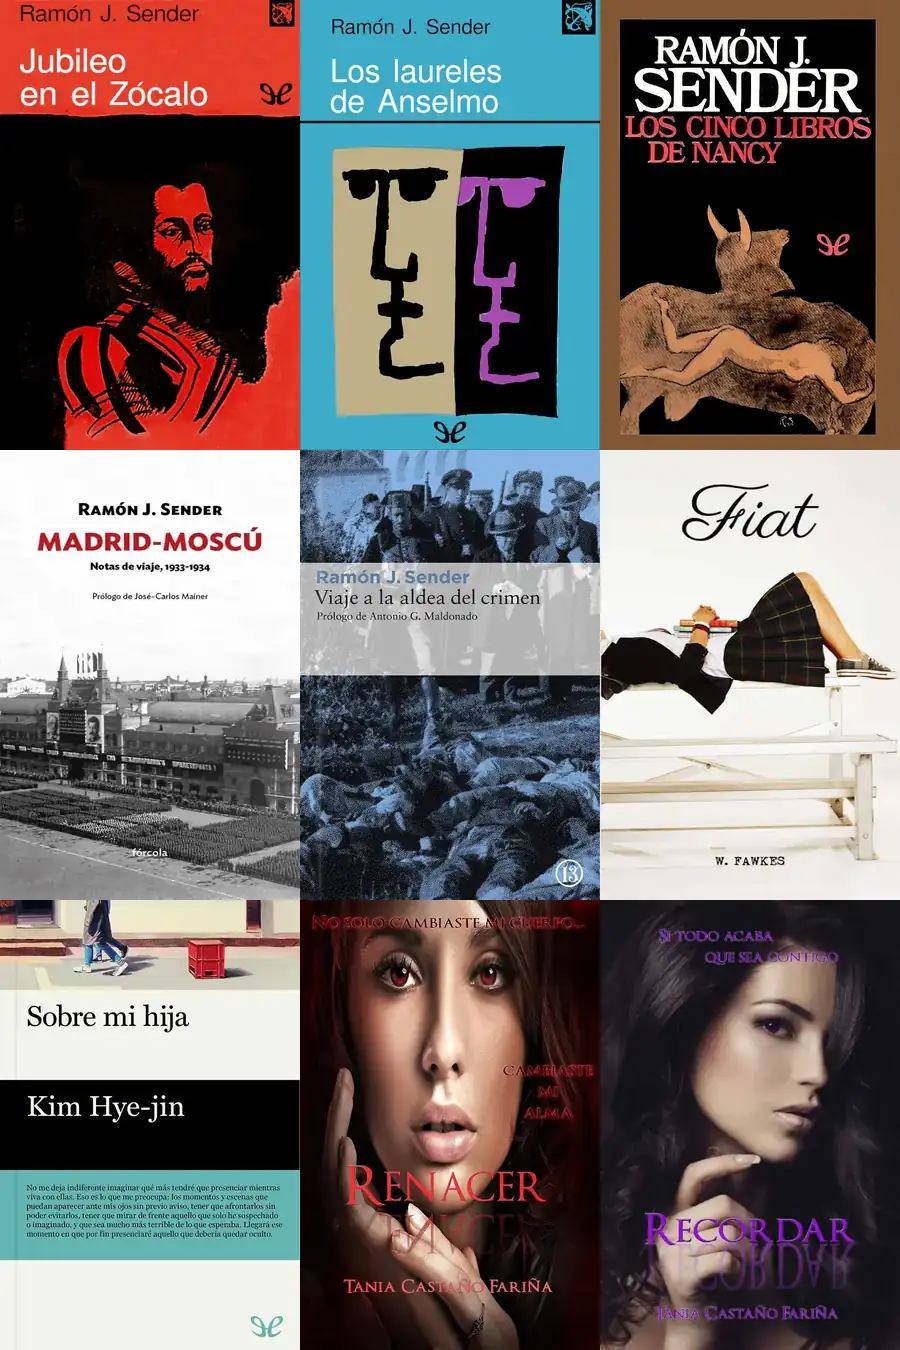 Ramón J. Sender
Jubileo
en el Zócalo
Ramón J. Sender
Los laureles
de Anselmo
RAMÓN J.
SENDER
LOS CINCO LIBROS
DE NANCY
RAMÓN J. SENDER
MADRID-MOSCÚ
Notas de viaje, 1933-1934
Prólogo de José-Carlos Mainer
fórcola
Ramón J. Sender
Viaje a la aldea del crimen
Prólogo de Antonio G. Maldonado
13
Fiat
W. FAWKES
Sobre mi hija
Kim Hye-jin
No me deja indiferente imaginar qué más tendré que presenciar mientras
viva con ellas. Eso es lo que me preocupa: los momentos y escenas que
puedan aparecer ante mis ojos sin previo aviso, tener que afrontarlos sin
poder evitarlos, tener que mirar de frente aquello que solo he sospechado
o imaginado, y que sea mucho más terrible de lo que esperaba. Llegará ese
momento en que por fin presenciaré aquello que debería quedar oculto.
NO SOLO CAMBIASTE MI CUERPO...
CAMBIASTE
MI
ALMA
RENACER
TANIA CASTAÑO FARIÑA
SI TODO ACABA
QUE SEA CONTIGO
RECORDAR
TANIA CASTAÑO FARIÑA